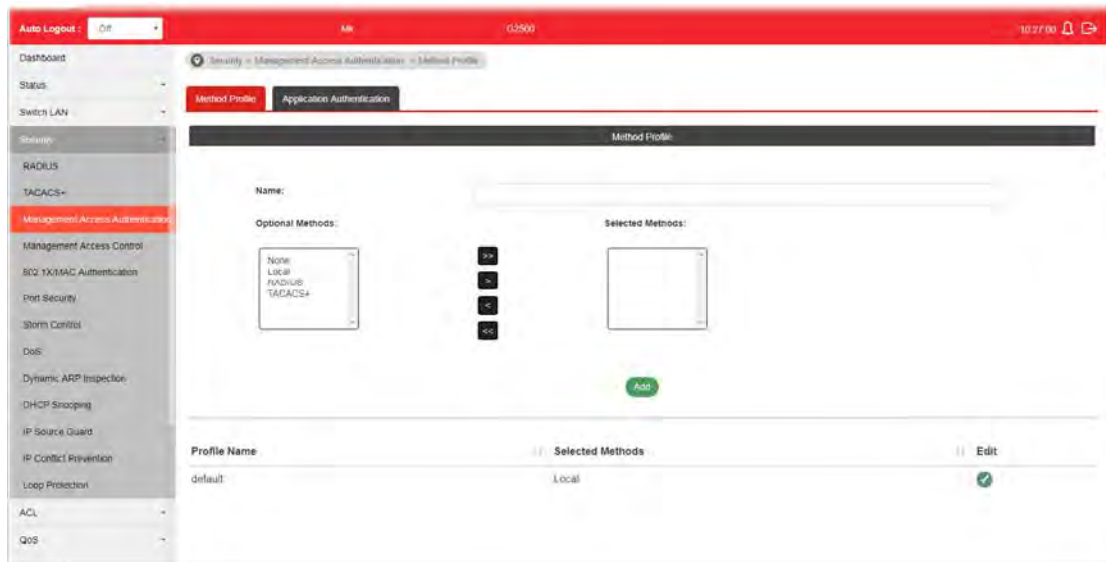 Auto Logout :
Off
Mk
G2500
10:27:00
Dashboard
Status
Switch LAN
Security
RADIUS
TACACS+
Management Access Authentication
Management Access Control
802.1X/MAC Authentication
Port Security
Storm Control
DoS
Dynamic ARP Inspection
DHCP Snooping
IP Source Guard
IP Conflict Prevention
Loop Protection
ACL
QoS
Security > Management Access Authentication > Method Profile
Method Profile
Application Authentication
Method Profile
Name:
Optional Methods:
Selected Methods:
None
Local
RADIUS
TACACS+
>>
>
<
<<
Add
Profile Name
Selected Methods
Edit
default
Local